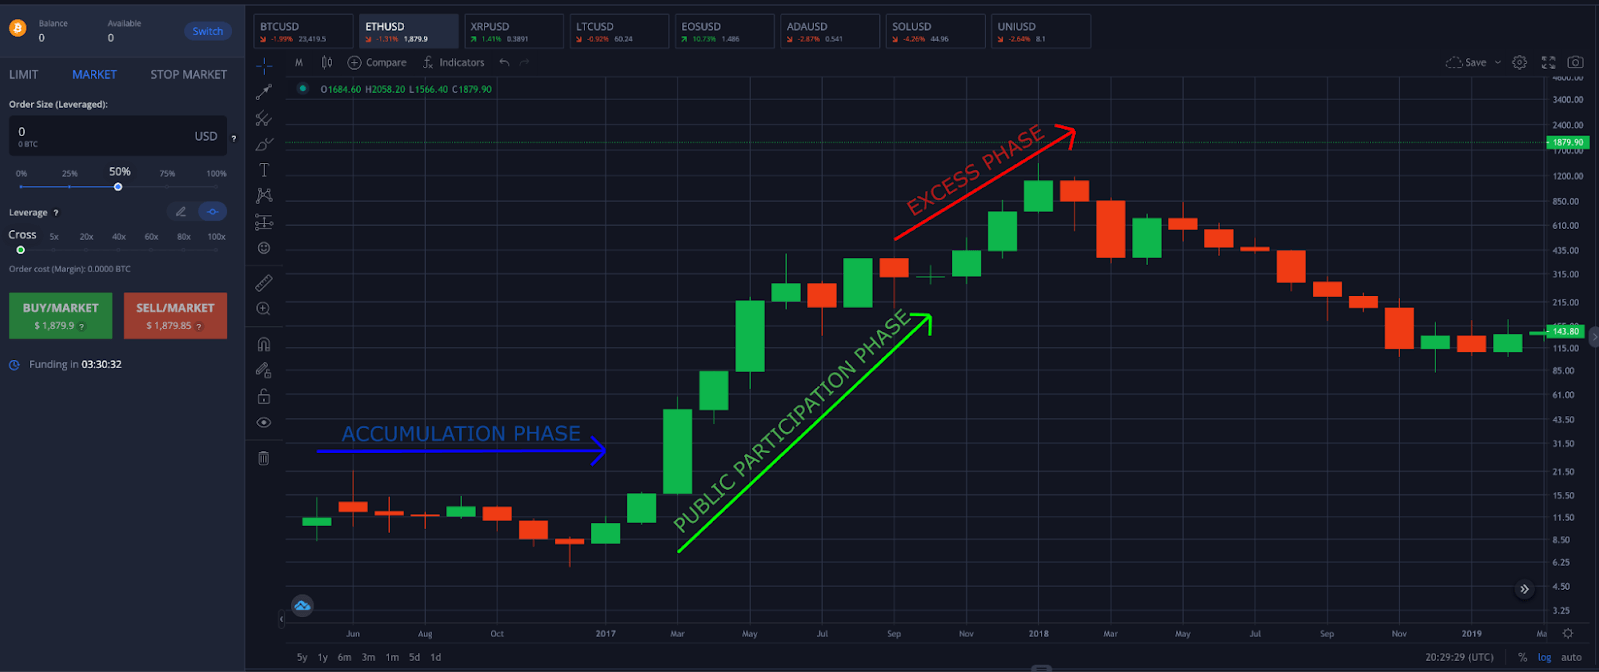 Balance
0
Available
0
Switch
BTCUSD
-1.99% 23,419.5
ETHUSD
-1.31% 1,879.9
XRPUSD
1.41% 0.3891
LTCUSD
-0.92% 60.24
EOSUSD
10.73% 1.486
ADAUSD
-2.87% 0.541
SOLUSD
-4.26% 44.96
UNIUSD
-2.64% 8.1
LIMIT MARKET STOP MARKET
M Compare Indicators Save
O1684.60 H2058.20 L1566.40 C1879.90
Order Size (Leveraged):
0 USD ?
0 BTC
0% 25% 50% 75% 100%
Leverage ?
Cross 5x 20x 40x 60x 80x 100x
Order cost (Margin): 0.0000 BTC
BUY/MARKET
$ 1,879.9 ?
SELL/MARKET
$ 1,879.85 ?
Funding in 03:30:32
ACCUMULATION PHASE
PUBLIC PARTICIPATION PHASE
EXCESS PHASE
4600.00
3400.00
2400.00
1879.90
1700.00
1200.00
850.00
610.00
435.00
315.00
215.00
143.80
115.00
85.00
61.00
43.50
31.50
21.50
15.50
11.50
8.50
6.25
4.50
3.25
Jun Aug Oct 2017 Mar May Jul Sep Nov 2018 Mar May Jul Sep Nov 2019
5y 1y 6m 3m 1m 5d 1d
20:29:29 (UTC) % log auto